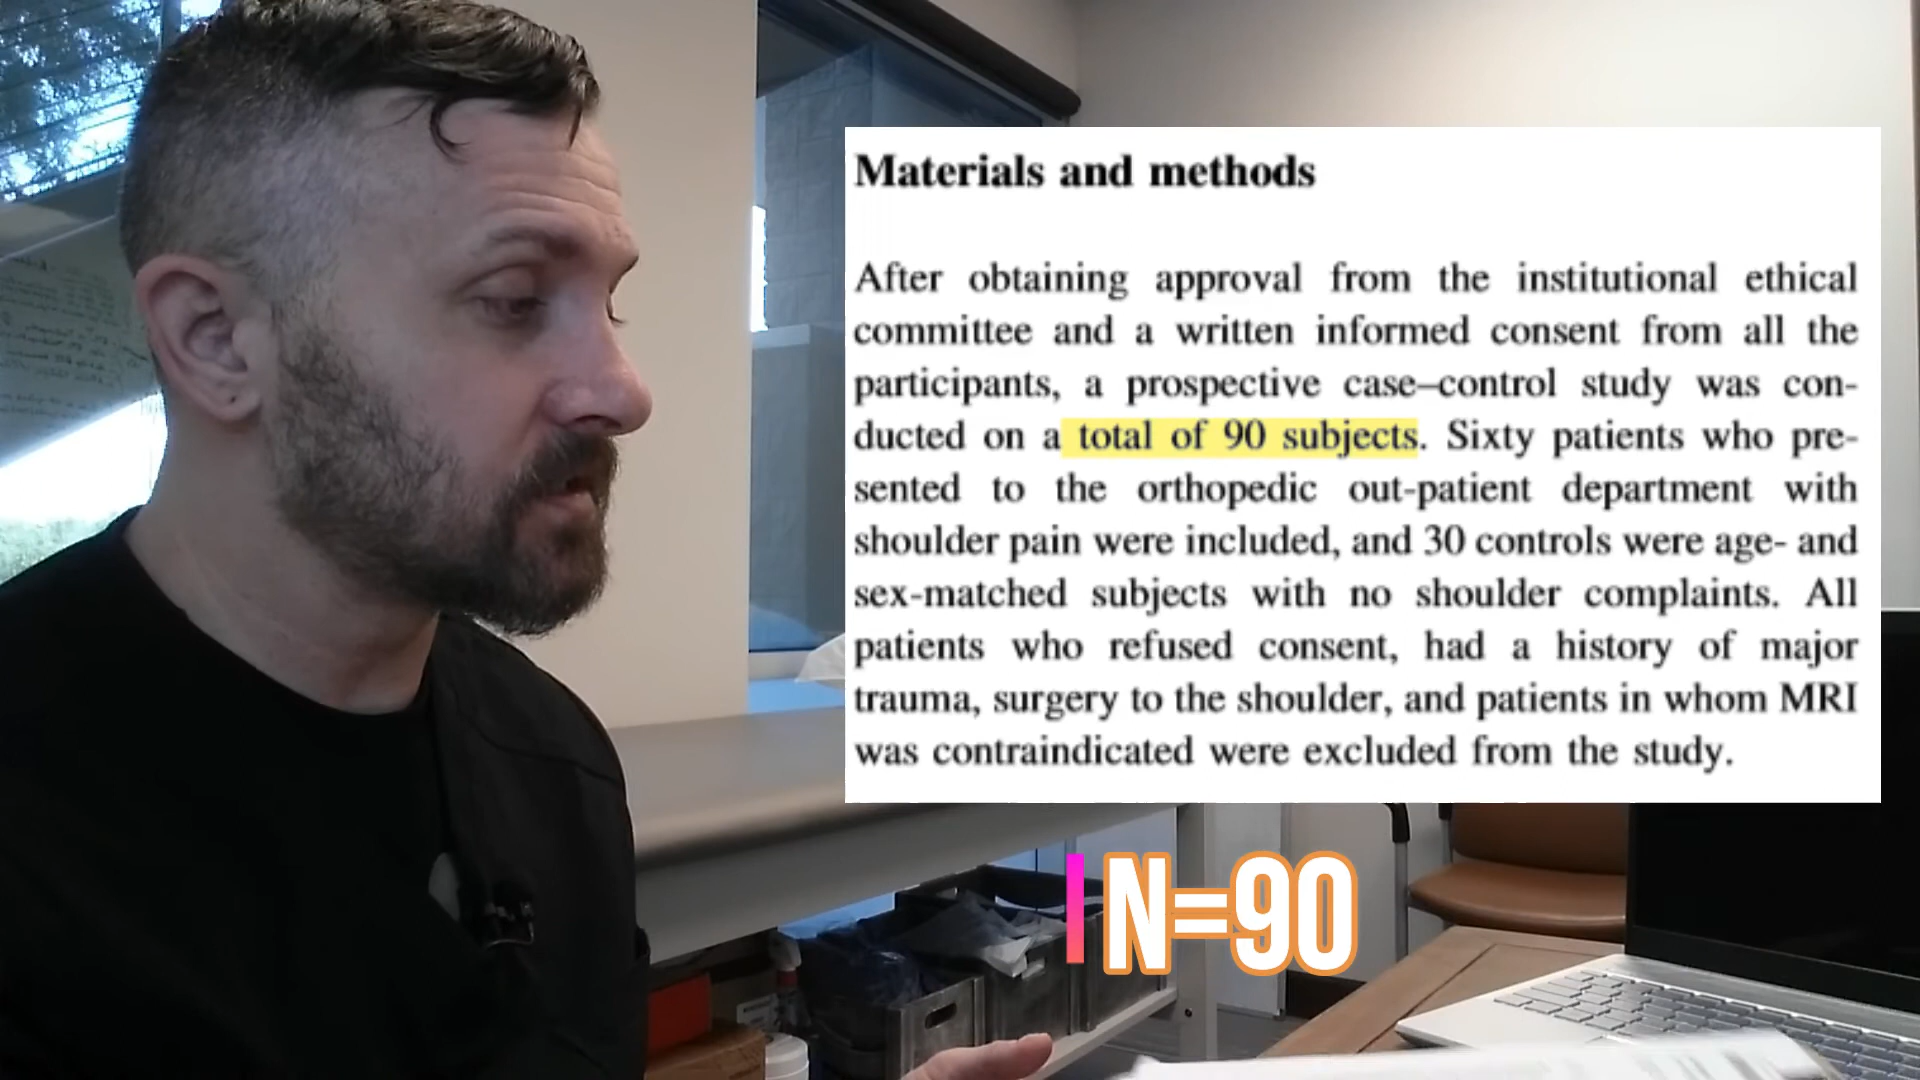 Materials and methods
After obtaining approval from the institutional ethical
committee and a written informed consent from all the
participants, a prospective case–control study was con-
ducted on a total of 90 subjects. Sixty patients who pre-
sented to the orthopedic out-patient department with
shoulder pain were included, and 30 controls were age- and
sex-matched subjects with no shoulder complaints. All
patients who refused consent, had a history of major
trauma, surgery to the shoulder, and patients in whom MRI
was contraindicated were excluded from the study.
N=90